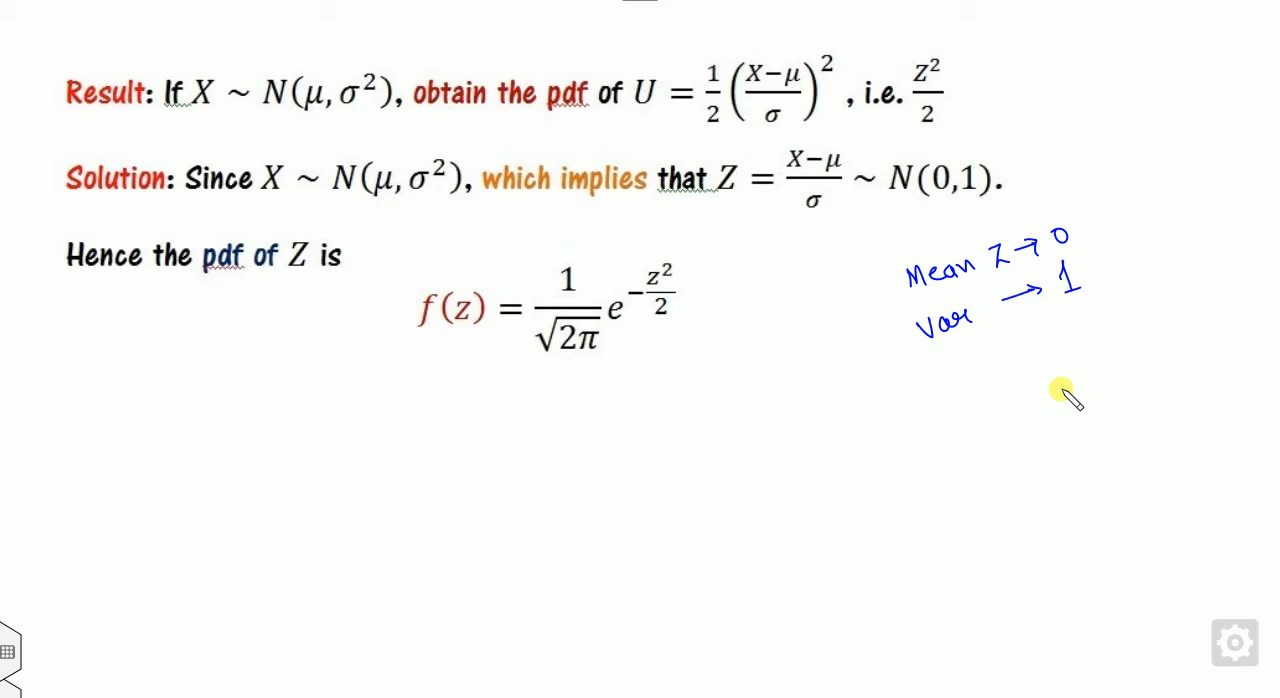 Result: If X ~ N(μ, σ²), obtain the pdf of U = 1/2 (X−μ/σ)², i.e. Z²/2
Solution: Since X ~ N(μ, σ²), which implies that Z = X−μ/σ ~ N(0,1).
Hence the pdf of Z is
f(z) = 1/√2π e^−z²/2
Mean Z → 0
Var → 1